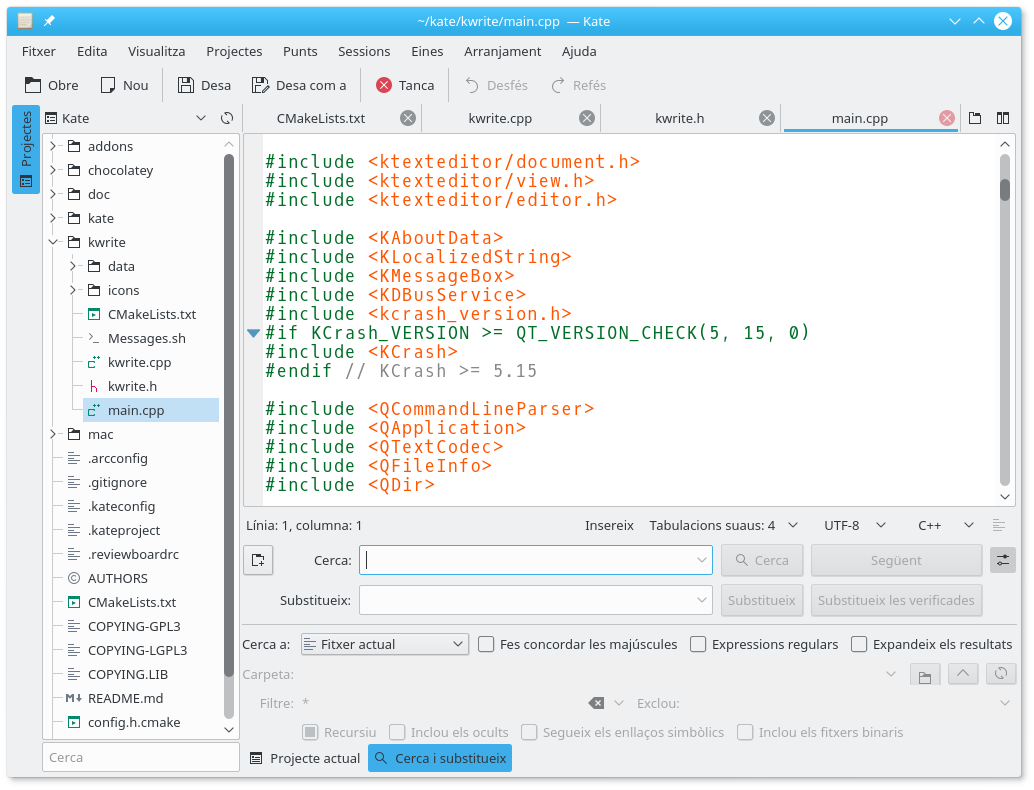 ~/kate/kwrite/main.cpp — Kate
Fitxer Edita Visualitza Projectes Punts Sessions Eines Arranjament Ajuda
Obre Nou Desa Desa com a Tanca Desfés Refés
Projectes
Kate
addons
chocolatey
doc
kate
kwrite
data
icons
CMakeLists.txt
Messages.sh
kwrite.cpp
kwrite.h
main.cpp
mac
.arcconfig
.gitignore
.kateconfig
.kateproject
.reviewboardrc
AUTHORS
CMakeLists.txt
COPYING-GPL3
COPYING-LGPL3
COPYING.LIB
README.md
config.h.cmake
Cerca
CMakeLists.txt kwrite.cpp kwrite.h main.cpp
#include <ktexteditor/document.h>
#include <ktexteditor/view.h>
#include <ktexteditor/editor.h>
#include <KAboutData>
#include <KLocalizedString>
#include <KMessageBox>
#include <KDBusService>
#include <kcrash_version.h>
#if KCrash_VERSION >= QT_VERSION_CHECK(5, 15, 0)
#include <KCrash>
#endif // KCrash >= 5.15
#include <QCommandLineParser>
#include <QApplication>
#include <QTextCodec>
#include <QFileInfo>
#include <QDir>
Línia: 1, columna: 1 Insereix Tabulacions suaus: 4 UTF-8 C++
Cerca: Cerca Següent
Substitueix: Substitueix Substitueix les verificades
Cerca a: Fitxer actual Fes concordar les majúscules Expressions regulars Expandeix els resultats
Carpeta:
Filtre: * Exclou:
Recursiu Inclou els ocults Segueix els enllaços simbòlics Inclou els fitxers binaris
Projecte actual Cerca i substitueix